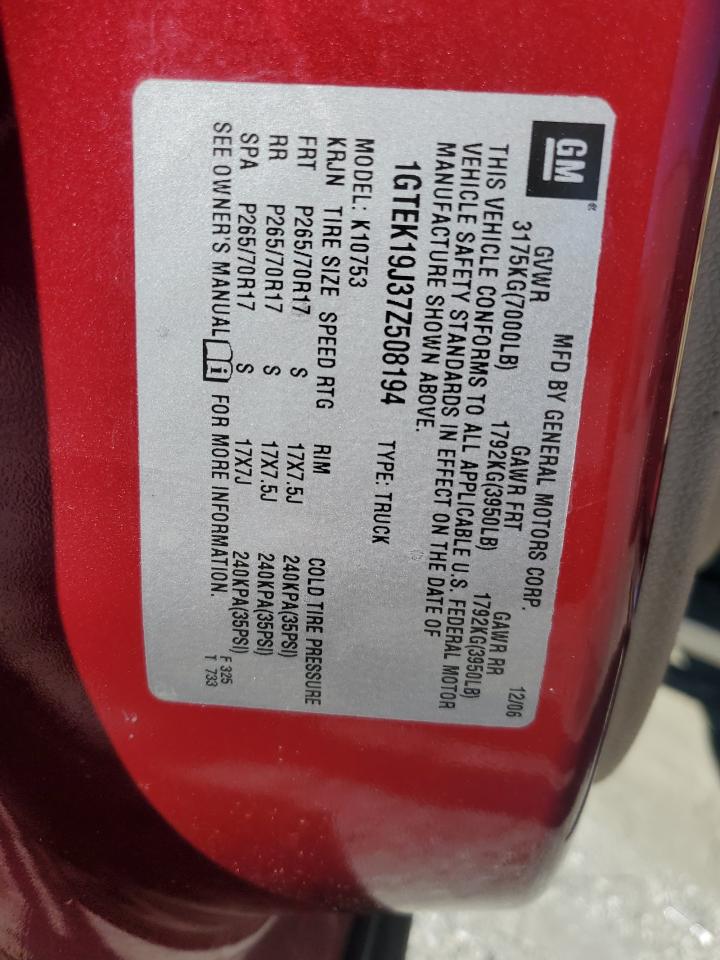 GM
MFD BY GENERAL MOTORS CORP. 12/06
GVWR GAWR FRT GAWR RR
3175KG(7000LB) 1792KG(3950LB) 1792KG(3950LB)
THIS VEHICLE CONFORMS TO ALL APPLICABLE U.S. FEDERAL MOTOR
VEHICLE SAFETY STANDARDS IN EFFECT ON THE DATE OF
MANUFACTURE SHOWN ABOVE.
1GTEK19J37Z508194 TYPE: TRUCK
MODEL: K10753
KRJN TIRE SIZE SPEED RTG RIM COLD TIRE PRESSURE
FRT P265/70R17 S 17X7.5J 240KPA(35PSI)
RR P265/70R17 S 17X7.5J 240KPA(35PSI)
SPA P265/70R17 S 17X7J 240KPA(35PSI)
SEE OWNER'S MANUAL i FOR MORE INFORMATION.
F 325
T 733